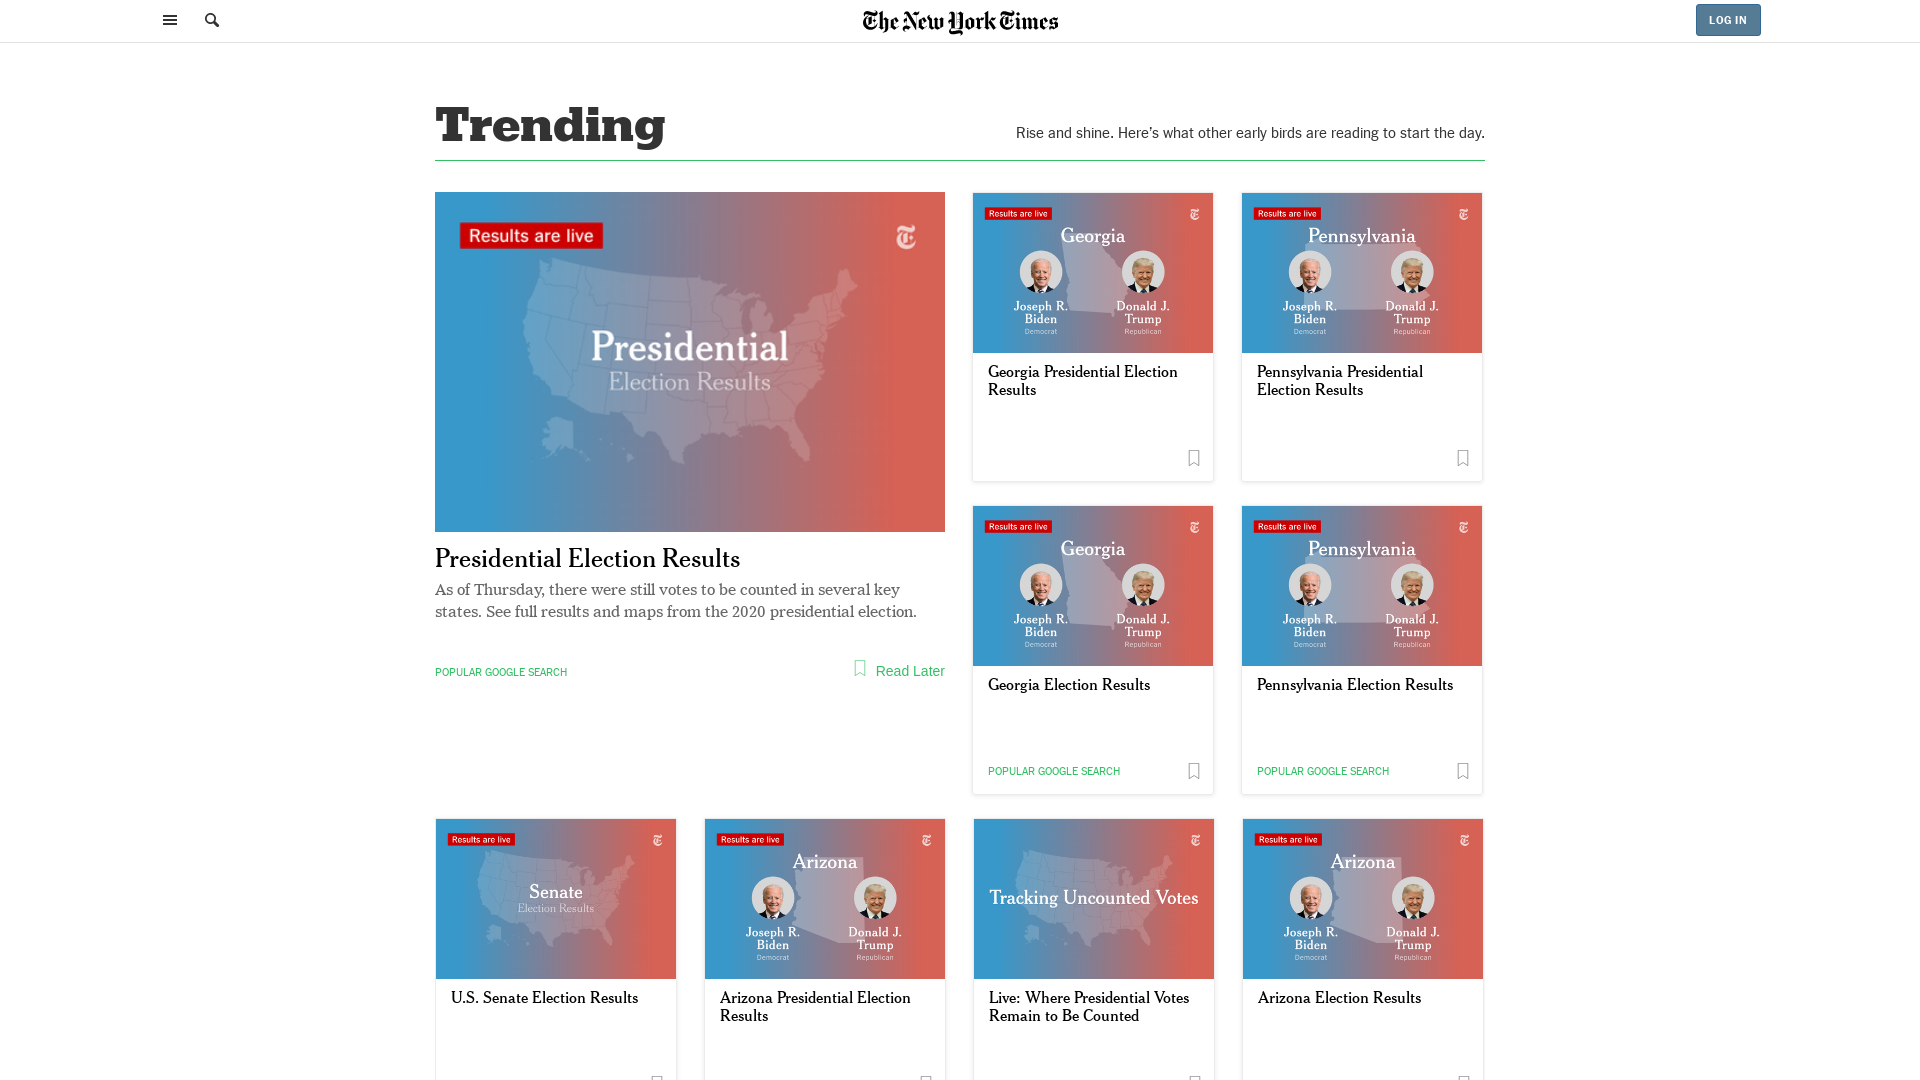 The New York Times
LOG IN
Trending
Rise and shine. Here's what other early birds are reading to start the day.
Results are live
Presidential
Election Results
Presidential Election Results
As of Thursday, there were still votes to be counted in several key
states. See full results and maps from the 2020 presidential election.
POPULAR GOOGLE SEARCH
Read Later
Results are live
Georgia
Joseph R.
Biden
Democrat
Donald J.
Trump
Republican
Georgia Presidential Election
Results
Results are live
Pennsylvania
Joseph R.
Biden
Democrat
Donald J.
Trump
Republican
Pennsylvania Presidential
Election Results
Results are live
Georgia
Joseph R.
Biden
Democrat
Donald J.
Trump
Republican
Georgia Election Results
POPULAR GOOGLE SEARCH
Results are live
Pennsylvania
Joseph R.
Biden
Democrat
Donald J.
Trump
Republican
Pennsylvania Election Results
POPULAR GOOGLE SEARCH
Results are live
Senate
Election Results
U.S. Senate Election Results
Results are live
Arizona
Joseph R.
Biden
Democrat
Donald J.
Trump
Republican
Arizona Presidential Election
Results
Tracking Uncounted Votes
Live: Where Presidential Votes
Remain to Be Counted
Results are live
Arizona
Joseph R.
Biden
Democrat
Donald J.
Trump
Republican
Arizona Election Results